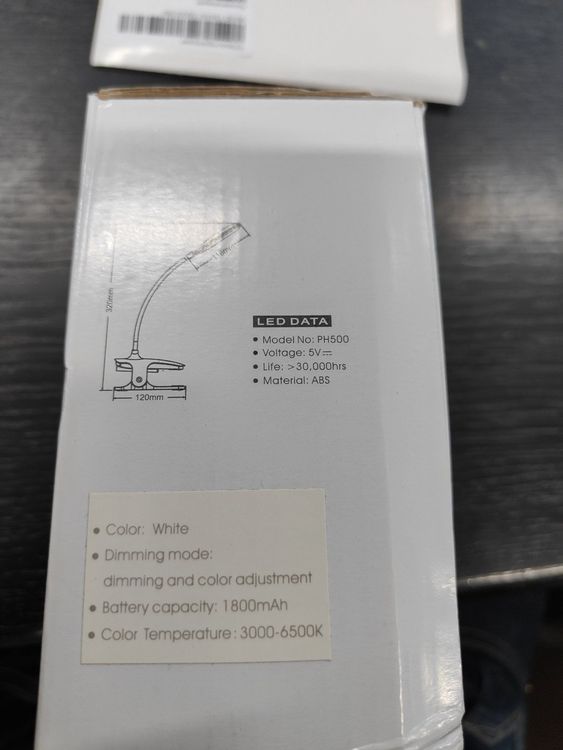 320mm
120mm
LED DATA
• Model No: PH500
• Voltage: 5V⎓
• Life: >30,000hrs
• Material: ABS
• Color: White
• Dimming mode:
dimming and color adjustment
• Battery capacity: 1800mAh
• Color Temperature: 3000-6500K